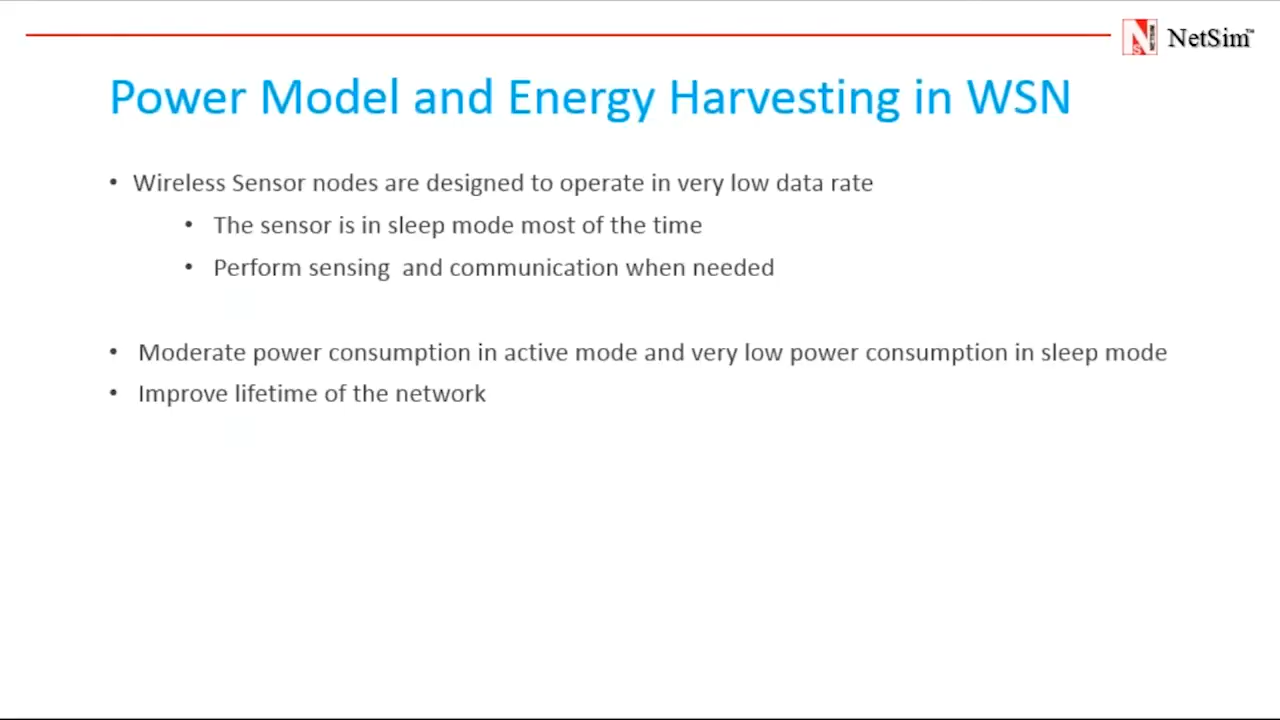 NetSim™
Power Model and Energy Harvesting in WSN
• Wireless Sensor nodes are designed to operate in very low data rate
• The sensor is in sleep mode most of the time
• Perform sensing and communication when needed
• Moderate power consumption in active mode and very low power consumption in sleep mode
• Improve lifetime of the network